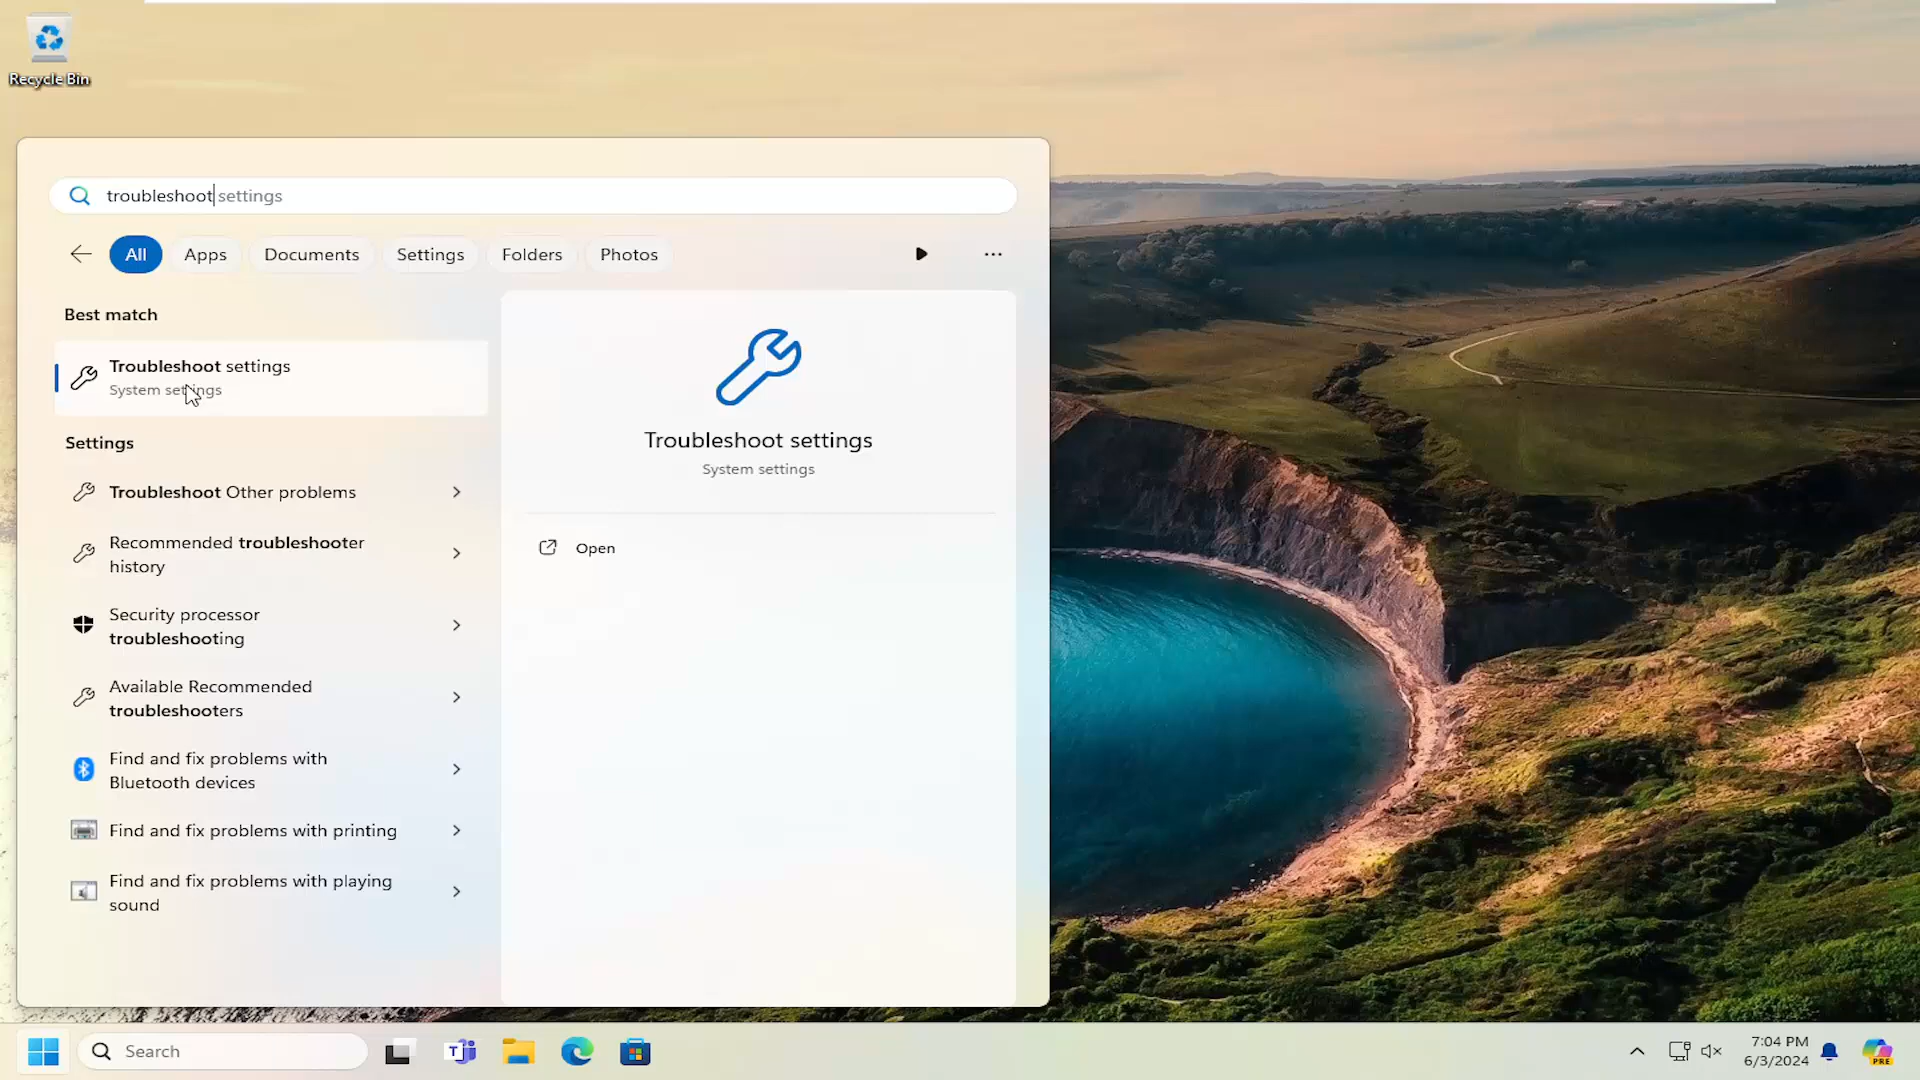 Recycle Bin
troubleshoot settings
All Apps Documents Settings Folders Photos
Best match
Troubleshoot settings
System settings
Settings
Troubleshoot Other problems
Recommended troubleshooter
history
Security processor
troubleshooting
Available Recommended
troubleshooters
Find and fix problems with
Bluetooth devices
Find and fix problems with printing
Find and fix problems with playing
sound
Troubleshoot settings
System settings
Open
Search
7:04 PM
6/3/2024
PRE